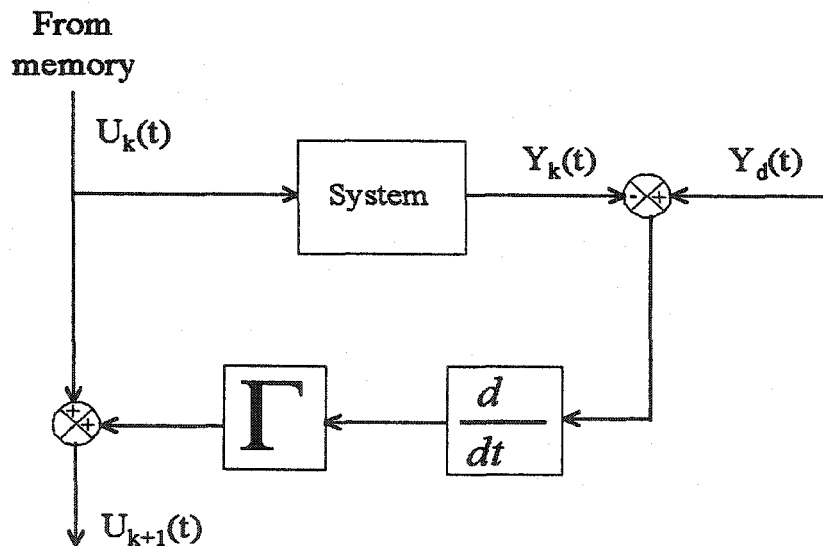 From
memory
U_k(t)
System
Y_k(t)
Y_d(t)
- +
Γ
d
dt
+
+
U_{k+1}(t)